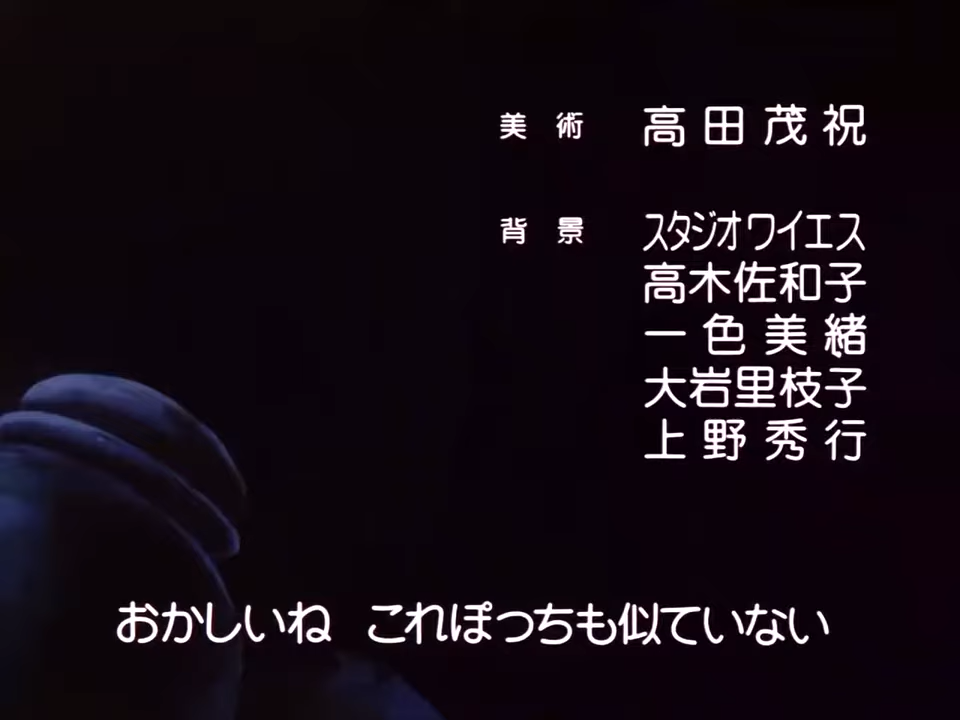 美術 高田茂祝
背景 スタジオワイエス
高木佐和子
一色美緒
大岩里枝子
上野秀行
おかしいね これぽっちも似ていない